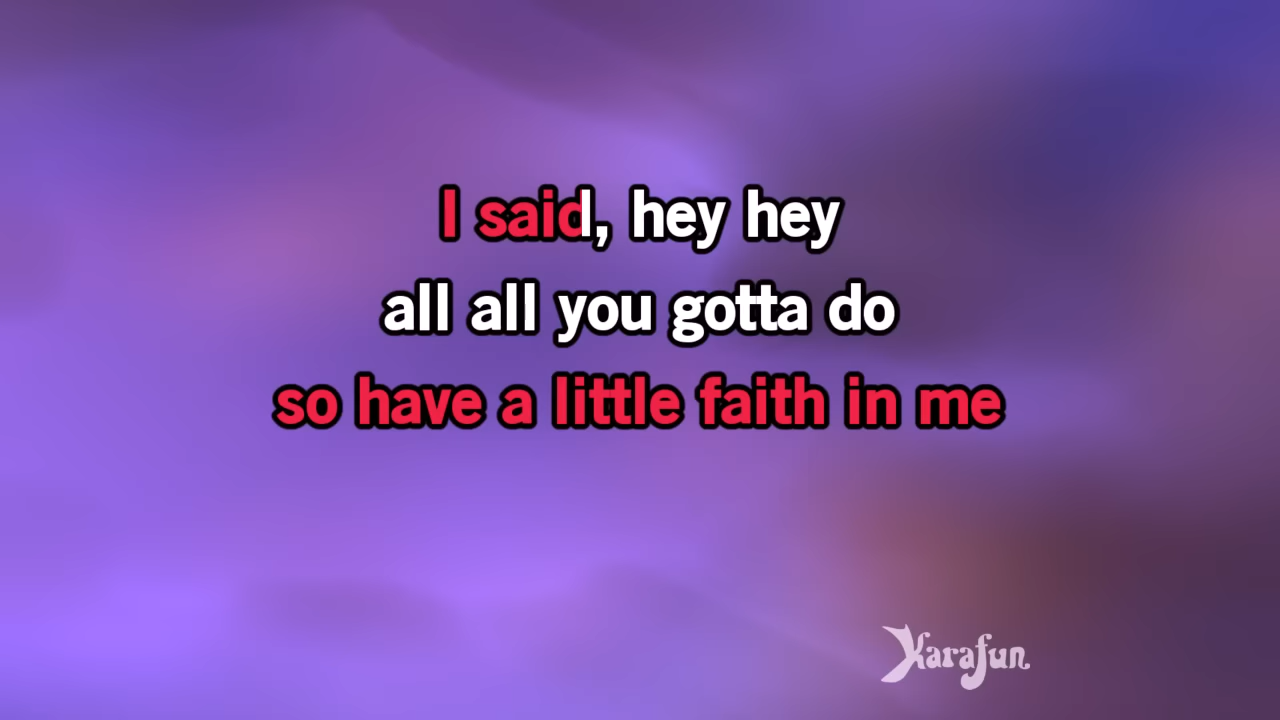 I said, hey hey
all all you gotta do
so have a little faith in me
Karafun